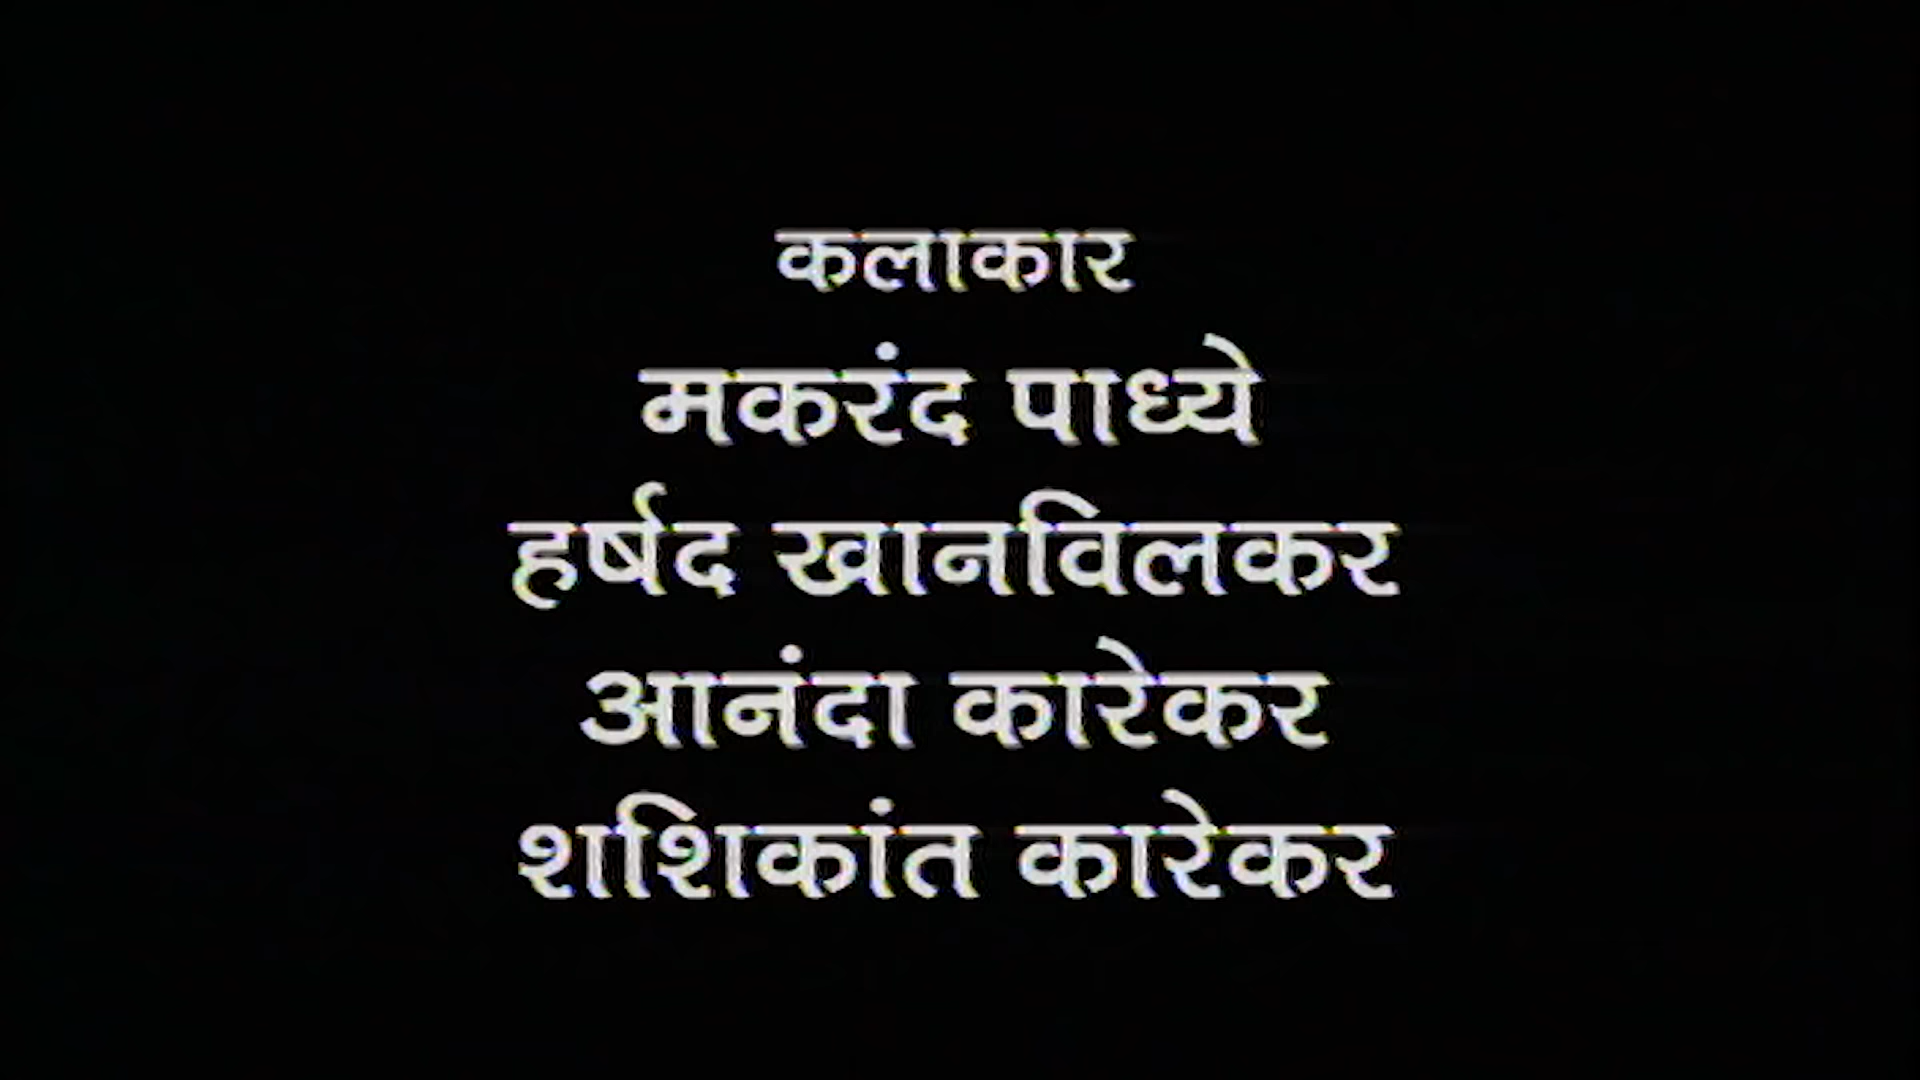 कलाकार
मकरंद पाध्ये
हर्षद खानविलकर
आनंदा कारेकर
शशिकांत कारेकर